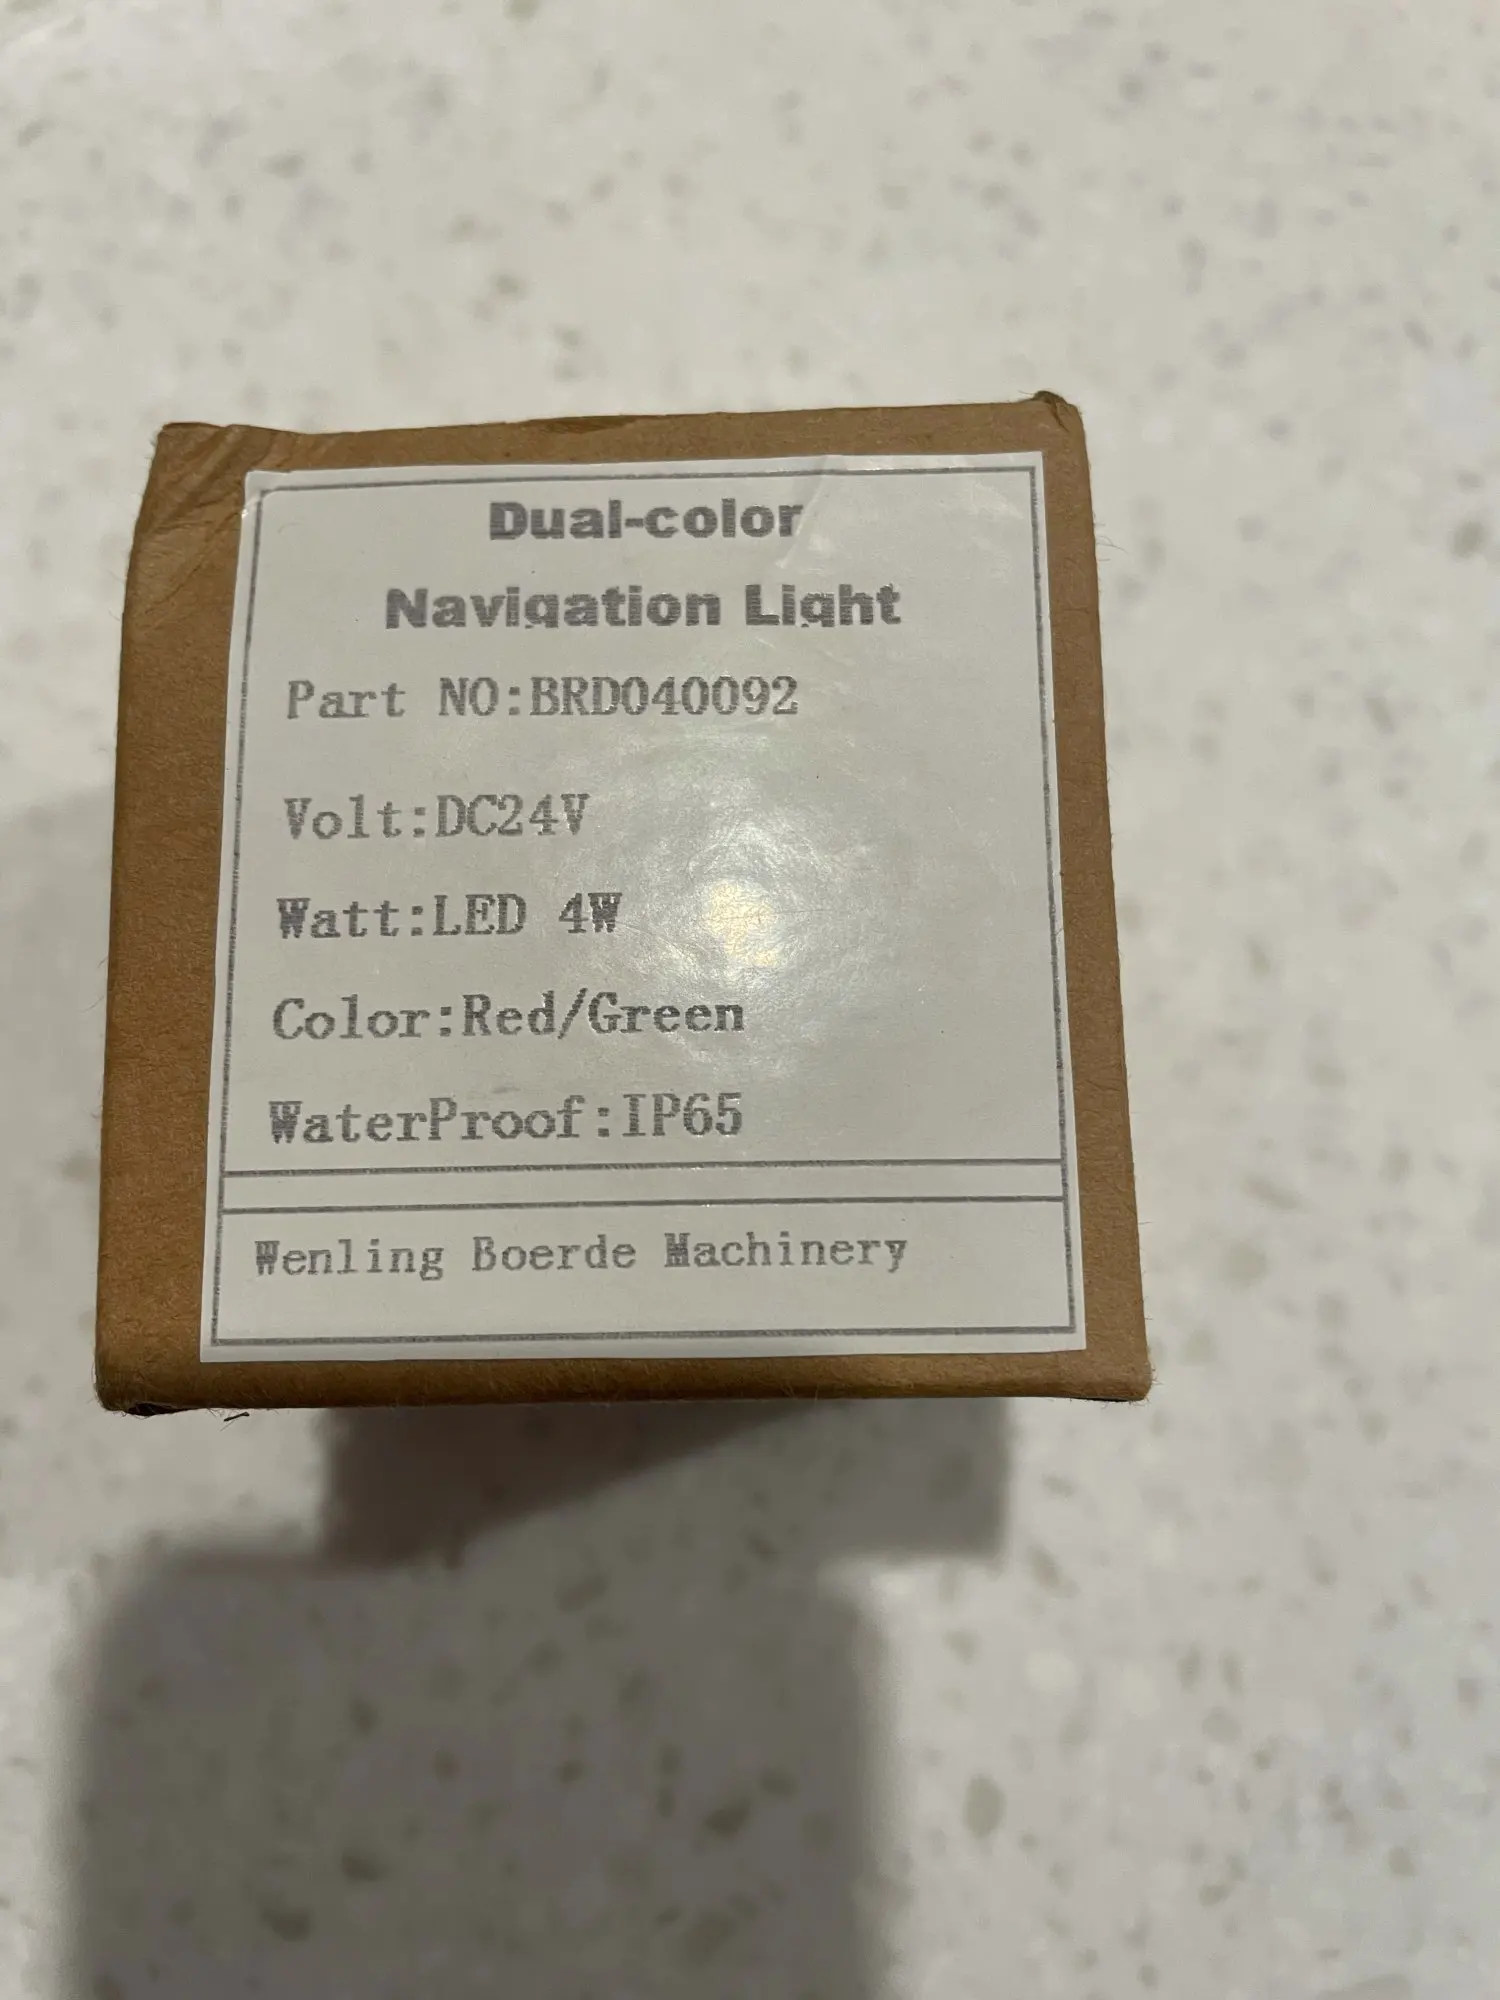 Dual-color
Navigation Light
Part NO:BRD040092
Volt:DC24V
Watt:LED 4W
Color:Red/Green
WaterProof:IP65
Wenling Boerde Machinery